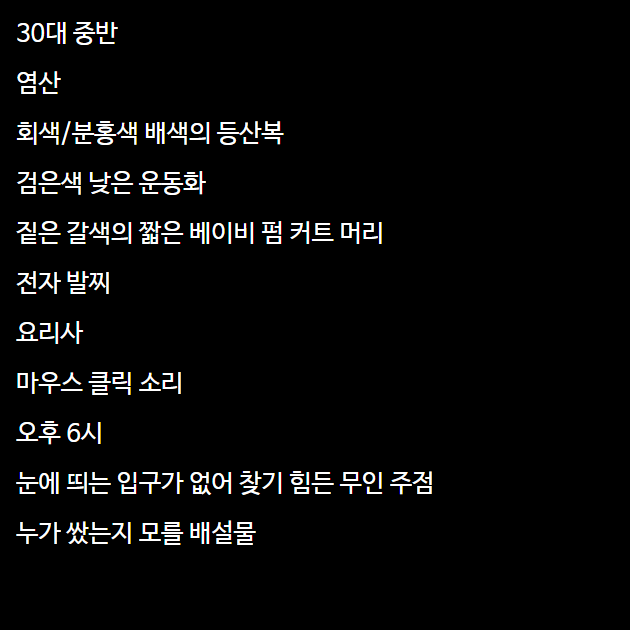 30대 중반
염산
회색/분홍색 배색의 등산복
검은색 낮은 운동화
짙은 갈색의 짧은 베이비 펌 커트 머리
전자 발찌
요리사
마우스 클릭 소리
오후 6시
눈에 띄는 입구가 없어 찾기 힘든 무인 주점
누가 쌌는지 모를 배설물